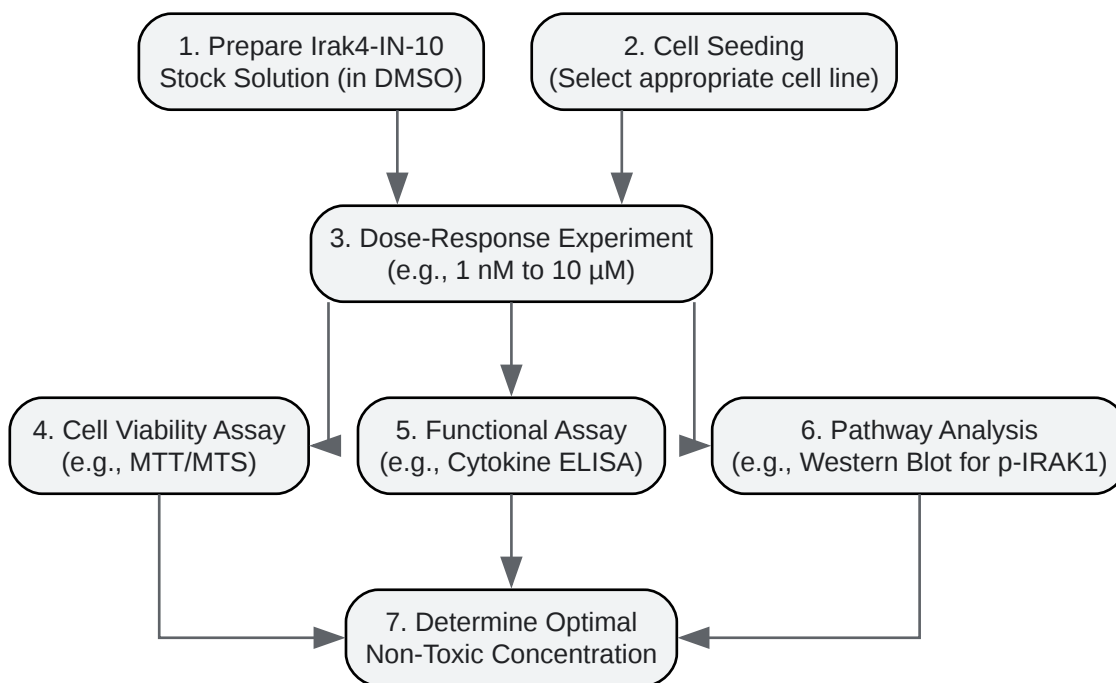 1. Prepare Irak4-IN-10
Stock Solution (in DMSO)
2. Cell Seeding
(Select appropriate cell line)
3. Dose-Response Experiment
(e.g., 1 nM to 10 µM)
4. Cell Viability Assay
(e.g., MTT/MTS)
5. Functional Assay
(e.g., Cytokine ELISA)
6. Pathway Analysis
(e.g., Western Blot for p-IRAK1)
7. Determine Optimal
Non-Toxic Concentration